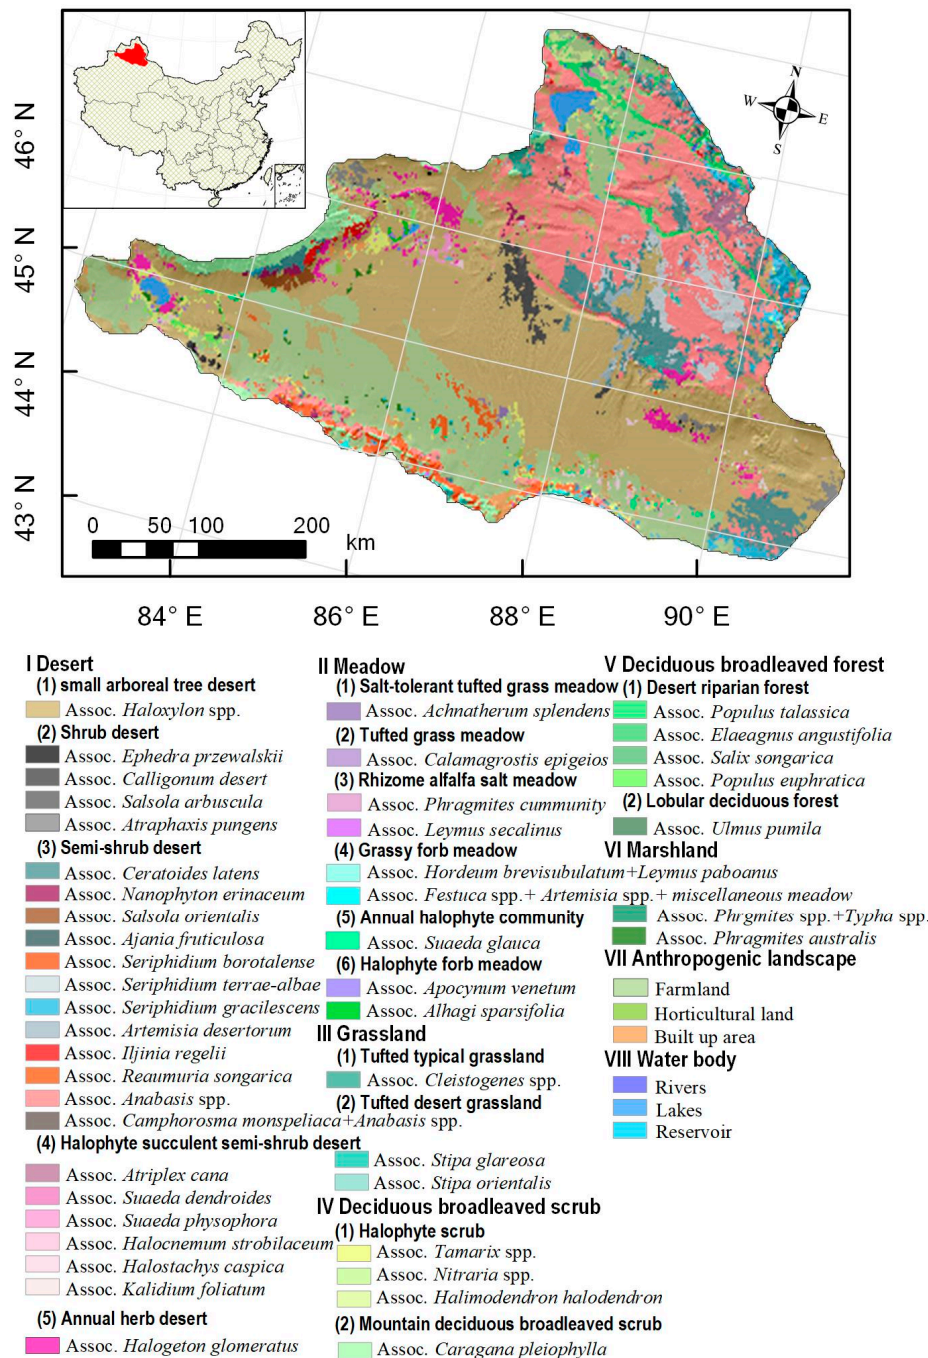 N
W
E
S
46° N
45° N
44° N
43° N
0 50 100 200
km
84° E
86° E
88° E
90° E
I Desert
(1) small arboreal tree desert
Assoc. Haloxylon spp.
(2) Shrub desert
Assoc. Ephedra przewalskii
Assoc. Calligonum desert
Assoc. Salsola arbuscula
Assoc. Atraphaxis pungens
(3) Semi-shrub desert
Assoc. Ceratoides latens
Assoc. Nanophyton erinaceum
Assoc. Salsola orientalis
Assoc. Ajania fruticulosa
Assoc. Seriphidium borotalense
Assoc. Seriphidium terrae-albae
Assoc. Seriphidium gracilescens
Assoc. Artemisia desertorum
Assoc. Iljinia regelii
Assoc. Reaumuria songarica
Assoc. Anabasis spp.
Assoc. Camphorosma monspeliaca+Anabasis spp.
(4) Halophyte succulent semi-shrub desert
Assoc. Atriplex cana
Assoc. Suaeda dendroides
Assoc. Suaeda physophora
Assoc. Halocnemum strobilaceum
Assoc. Halostachys caspica
Assoc. Kalidium foliatum
(5) Annual herb desert
Assoc. Halogeton glomeratus
II Meadow
(1) Salt-tolerant tufted grass meadow
Assoc. Achnatherum splendens
(2) Tufted grass meadow
Assoc. Calamagrostis epigeios
(3) Rhizome alfalfa salt meadow
Assoc. Phragmites cummunity
Assoc. Leymus secalinus
(4) Grassy forb meadow
Assoc. Hordeum brevisubulatum+Leymus paboanus
Assoc. Festuca spp.+ Artemisia spp.+ miscellaneous meadow
(5) Annual halophyte community
Assoc. Suaeda glauca
(6) Halophyte forb meadow
Assoc. Apocynum venetum
Assoc. Alhagi sparsifolia
III Grassland
(1) Tufted typical grassland
Assoc. Cleistogenes spp.
(2) Tufted desert grassland
Assoc. Stipa glareosa
Assoc. Stipa orientalis
IV Deciduous broadleaved scrub
(1) Halophyte scrub
Assoc. Tamarix spp.
Assoc. Nitraria spp.
Assoc. Halimodendron halodendron
(2) Mountain deciduous broadleaved scrub
Assoc. Caragana pleiophylla
V Deciduous broadleaved forest
(1) Desert riparian forest
Assoc. Populus talassica
Assoc. Elaeagnus angustifolia
Assoc. Salix songarica
Assoc. Populus euphratica
(2) Lobular deciduous forest
Assoc. Ulmus pumila
VI Marshland
Assoc. Phrgmites spp.+Typha spp.
Assoc. Phragmites australis
VII Anthropogenic landscape
Farmland
Horticultural land
Built up area
VIII Water body
Rivers
Lakes
Reservoir